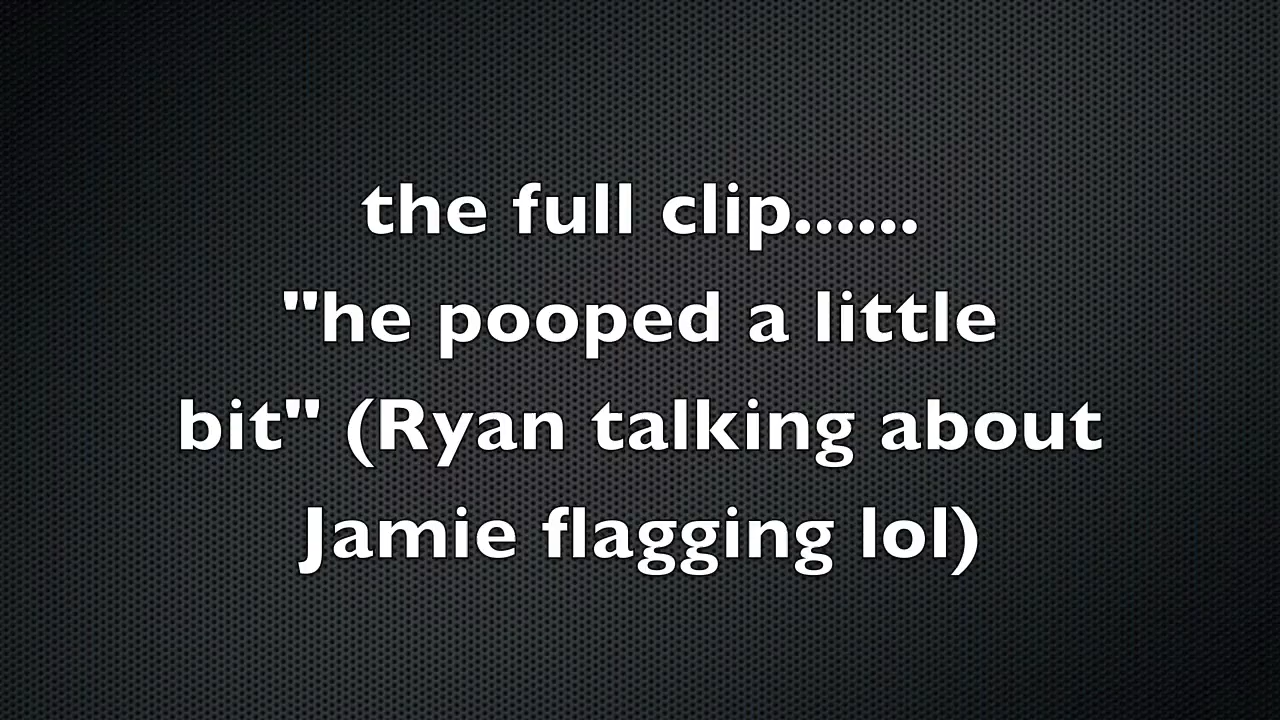 the full clip......
"he pooped a little
bit" (Ryan talking about
Jamie flagging lol)